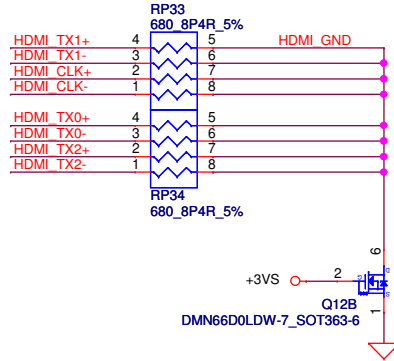 RP33
680_8P4R_5%
HDMI_TX1+ 4 5 HDMI_GND
HDMI_TX1- 3 6
HDMI_CLK+ 2 7
HDMI_CLK- 1 8
HDMI_TX0+ 4 5
HDMI_TX0- 3 6
HDMI_TX2+ 2 7
HDMI_TX2- 1 8
RP34
680_8P4R_5%
6
D
+3VS 2 G
S
Q12B 1
DMN66D0LDW-7_SOT363-6